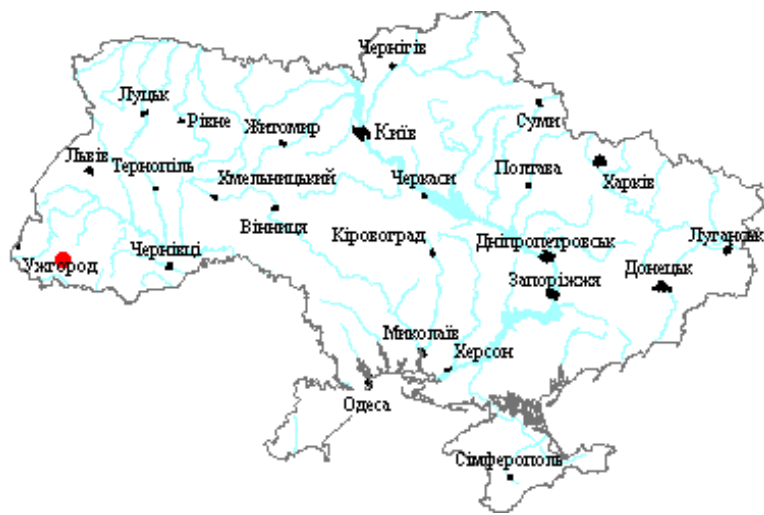 Чернігів
Луцьк
Рівне
Житомир
Київ
Суми
Львів
Тернопіль
Хмельницький
Черкаси
Полтава
Харків
Вінниця
Кіровоград
Дніпропетровськ
Луганськ
Ужгород
Чернівці
Запоріжжя
Донецьк
Миколаїв
Херсон
Одеса
Сімферополь